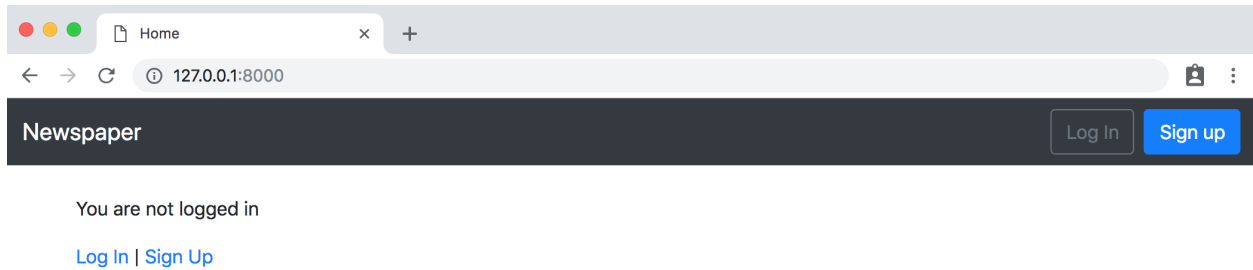 Home
127.0.0.1:8000
Newspaper Log In Sign up
You are not logged in
Log In | Sign Up